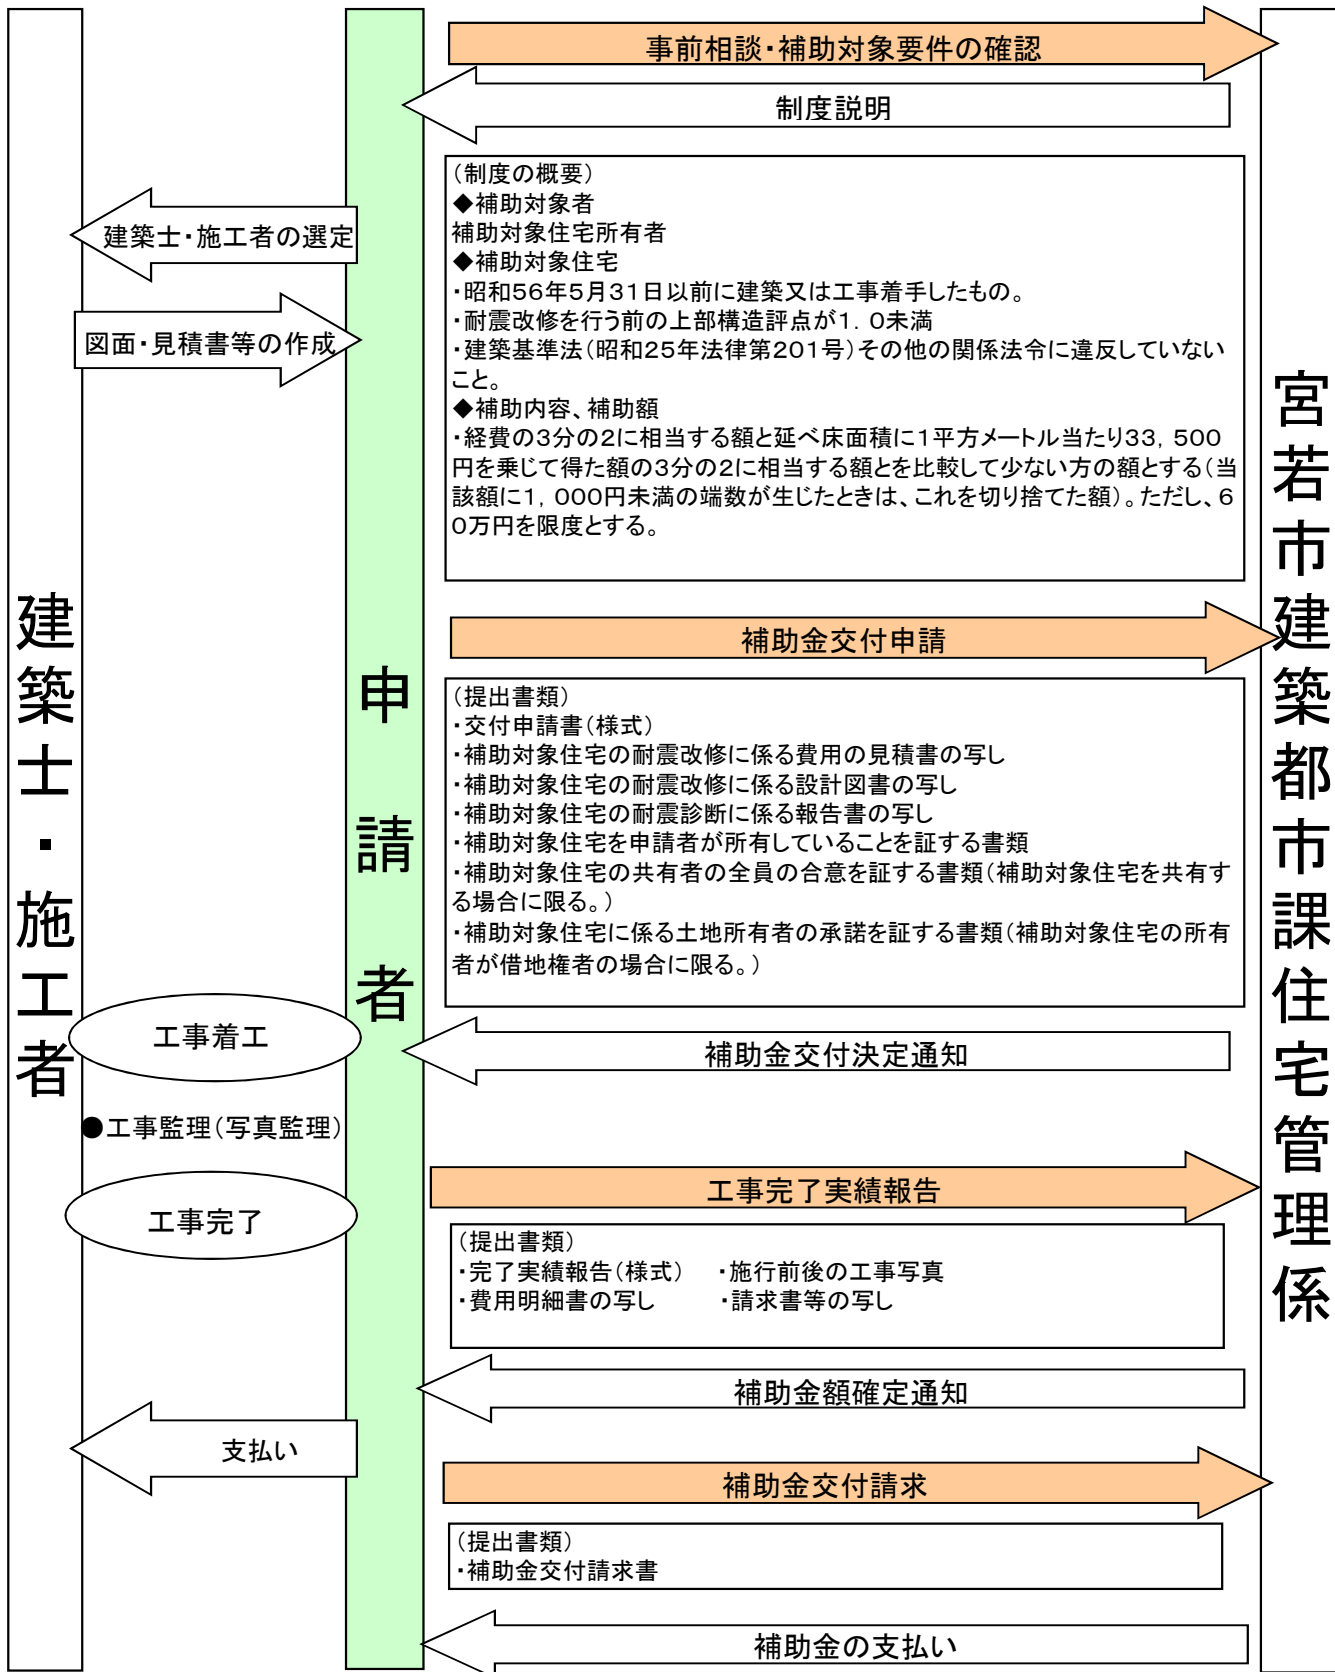 事前相談・補助対象要件の確認
制度説明
(制度の概要)
◆補助対象者
補助対象住宅所有者
◆補助対象住宅
・昭和56年5月31日以前に建築又は工事着手したもの。
・耐震改修を行う前の上部構造評点が1．0未満
・建築基準法(昭和25年法律第201号)その他の関係法令に違反していない
こと。
◆補助内容、補助額
・経費の3分の2に相当する額と延べ床面積に1平方メートル当たり33，500
円を乗じて得た額の3分の2に相当する額とを比較して少ない方の額とする(当
該額に1，000円未満の端数が生じたときは、これを切り捨てた額)。ただし、6
0万円を限度とする。
建築士・施工者の選定
図面・見積書等の作成
補助金交付申請
(提出書類)
・交付申請書(様式)
・補助対象住宅の耐震改修に係る費用の見積書の写し
・補助対象住宅の耐震改修に係る設計図書の写し
・補助対象住宅の耐震診断に係る報告書の写し
・補助対象住宅を申請者が所有していることを証する書類
・補助対象住宅の共有者の全員の合意を証する書類(補助対象住宅を共有す
る場合に限る。)
・補助対象住宅に係る土地所有者の承諾を証する書類(補助対象住宅の所有
者が借地権者の場合に限る。)
建築士・施工者
申請者
宮若市建築都市課住宅管理係
工事着工
補助金交付決定通知
●工事監理(写真監理)
工事完了
工事完了実績報告
(提出書類)
・完了実績報告(様式)　・施行前後の工事写真
・費用明細書の写し　・請求書等の写し
補助金額確定通知
支払い
補助金交付請求
(提出書類)
・補助金交付請求書
補助金の支払い